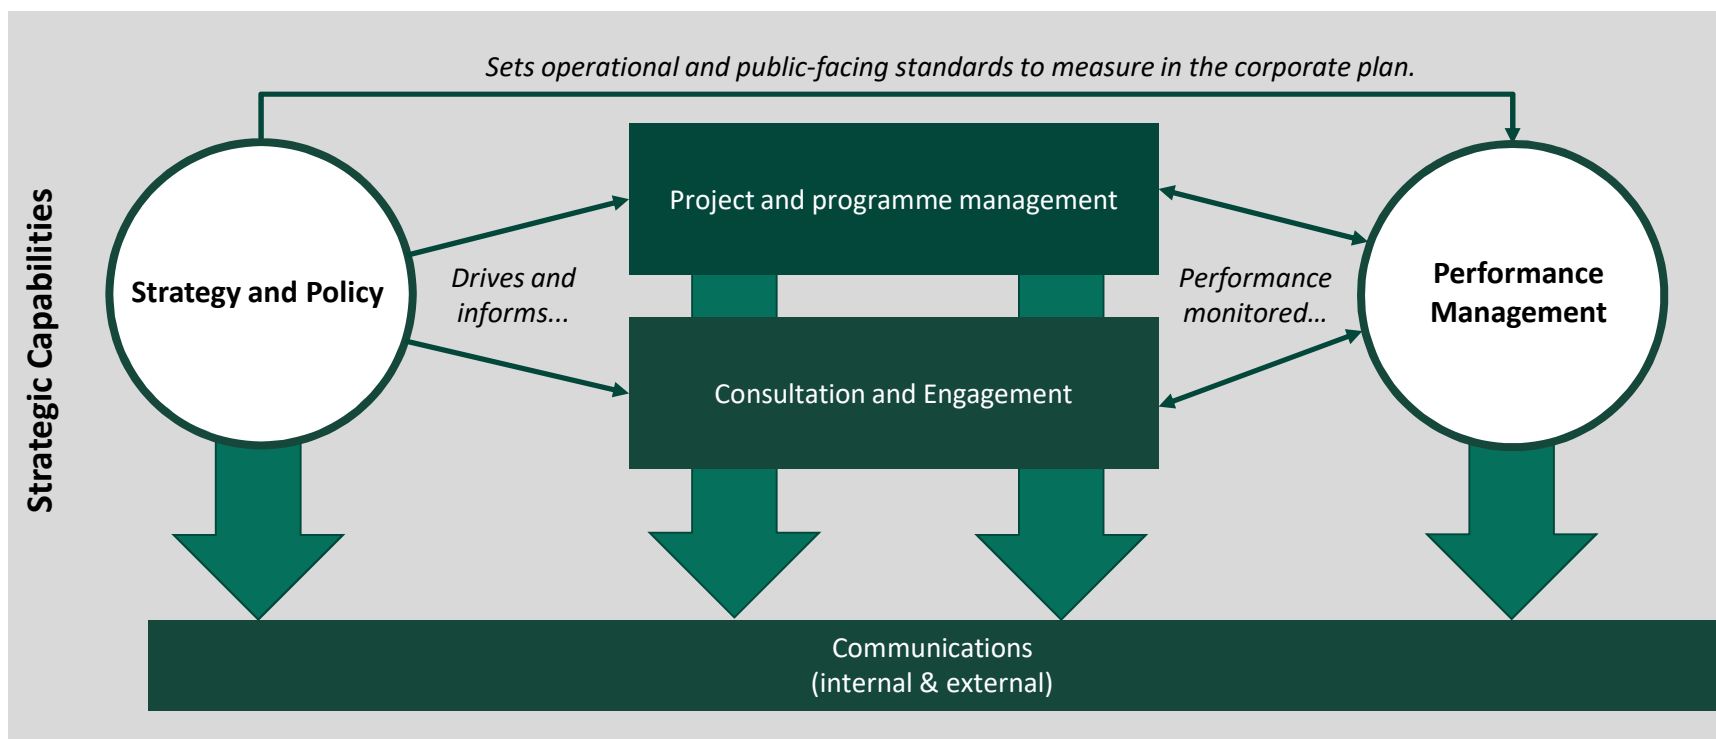 Sets operational and public-facing standards to measure in the corporate plan.
Strategic Capabilities
Strategy and Policy
Drives and
informs...
Project and programme management
Consultation and Engagement
Performance
monitored...
Performance
Management
Communications
(internal & external)